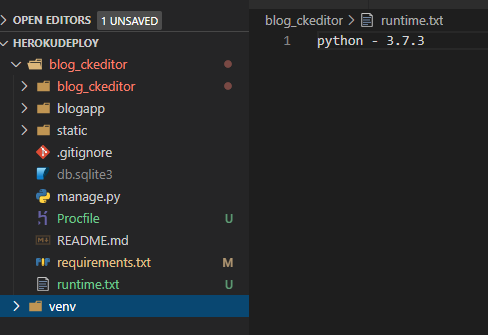 OPEN EDITORS 1 UNSAVED
HEROKUDEPLOY
blog_ckeditor
blog_ckeditor
blogapp
static
.gitignore
db.sqlite3
manage.py
Procfile U
README.md
requirements.txt M
runtime.txt U
venv
blog_ckeditor > runtime.txt
1 python - 3.7.3